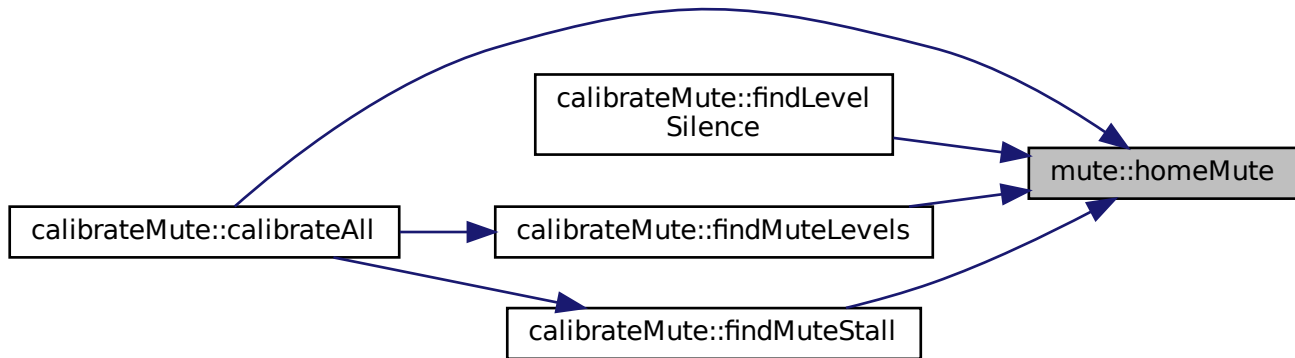 calibrateMute::findLevel
Silence
mute::homeMute
calibrateMute::calibrateAll
calibrateMute::findMuteLevels
calibrateMute::findMuteStall